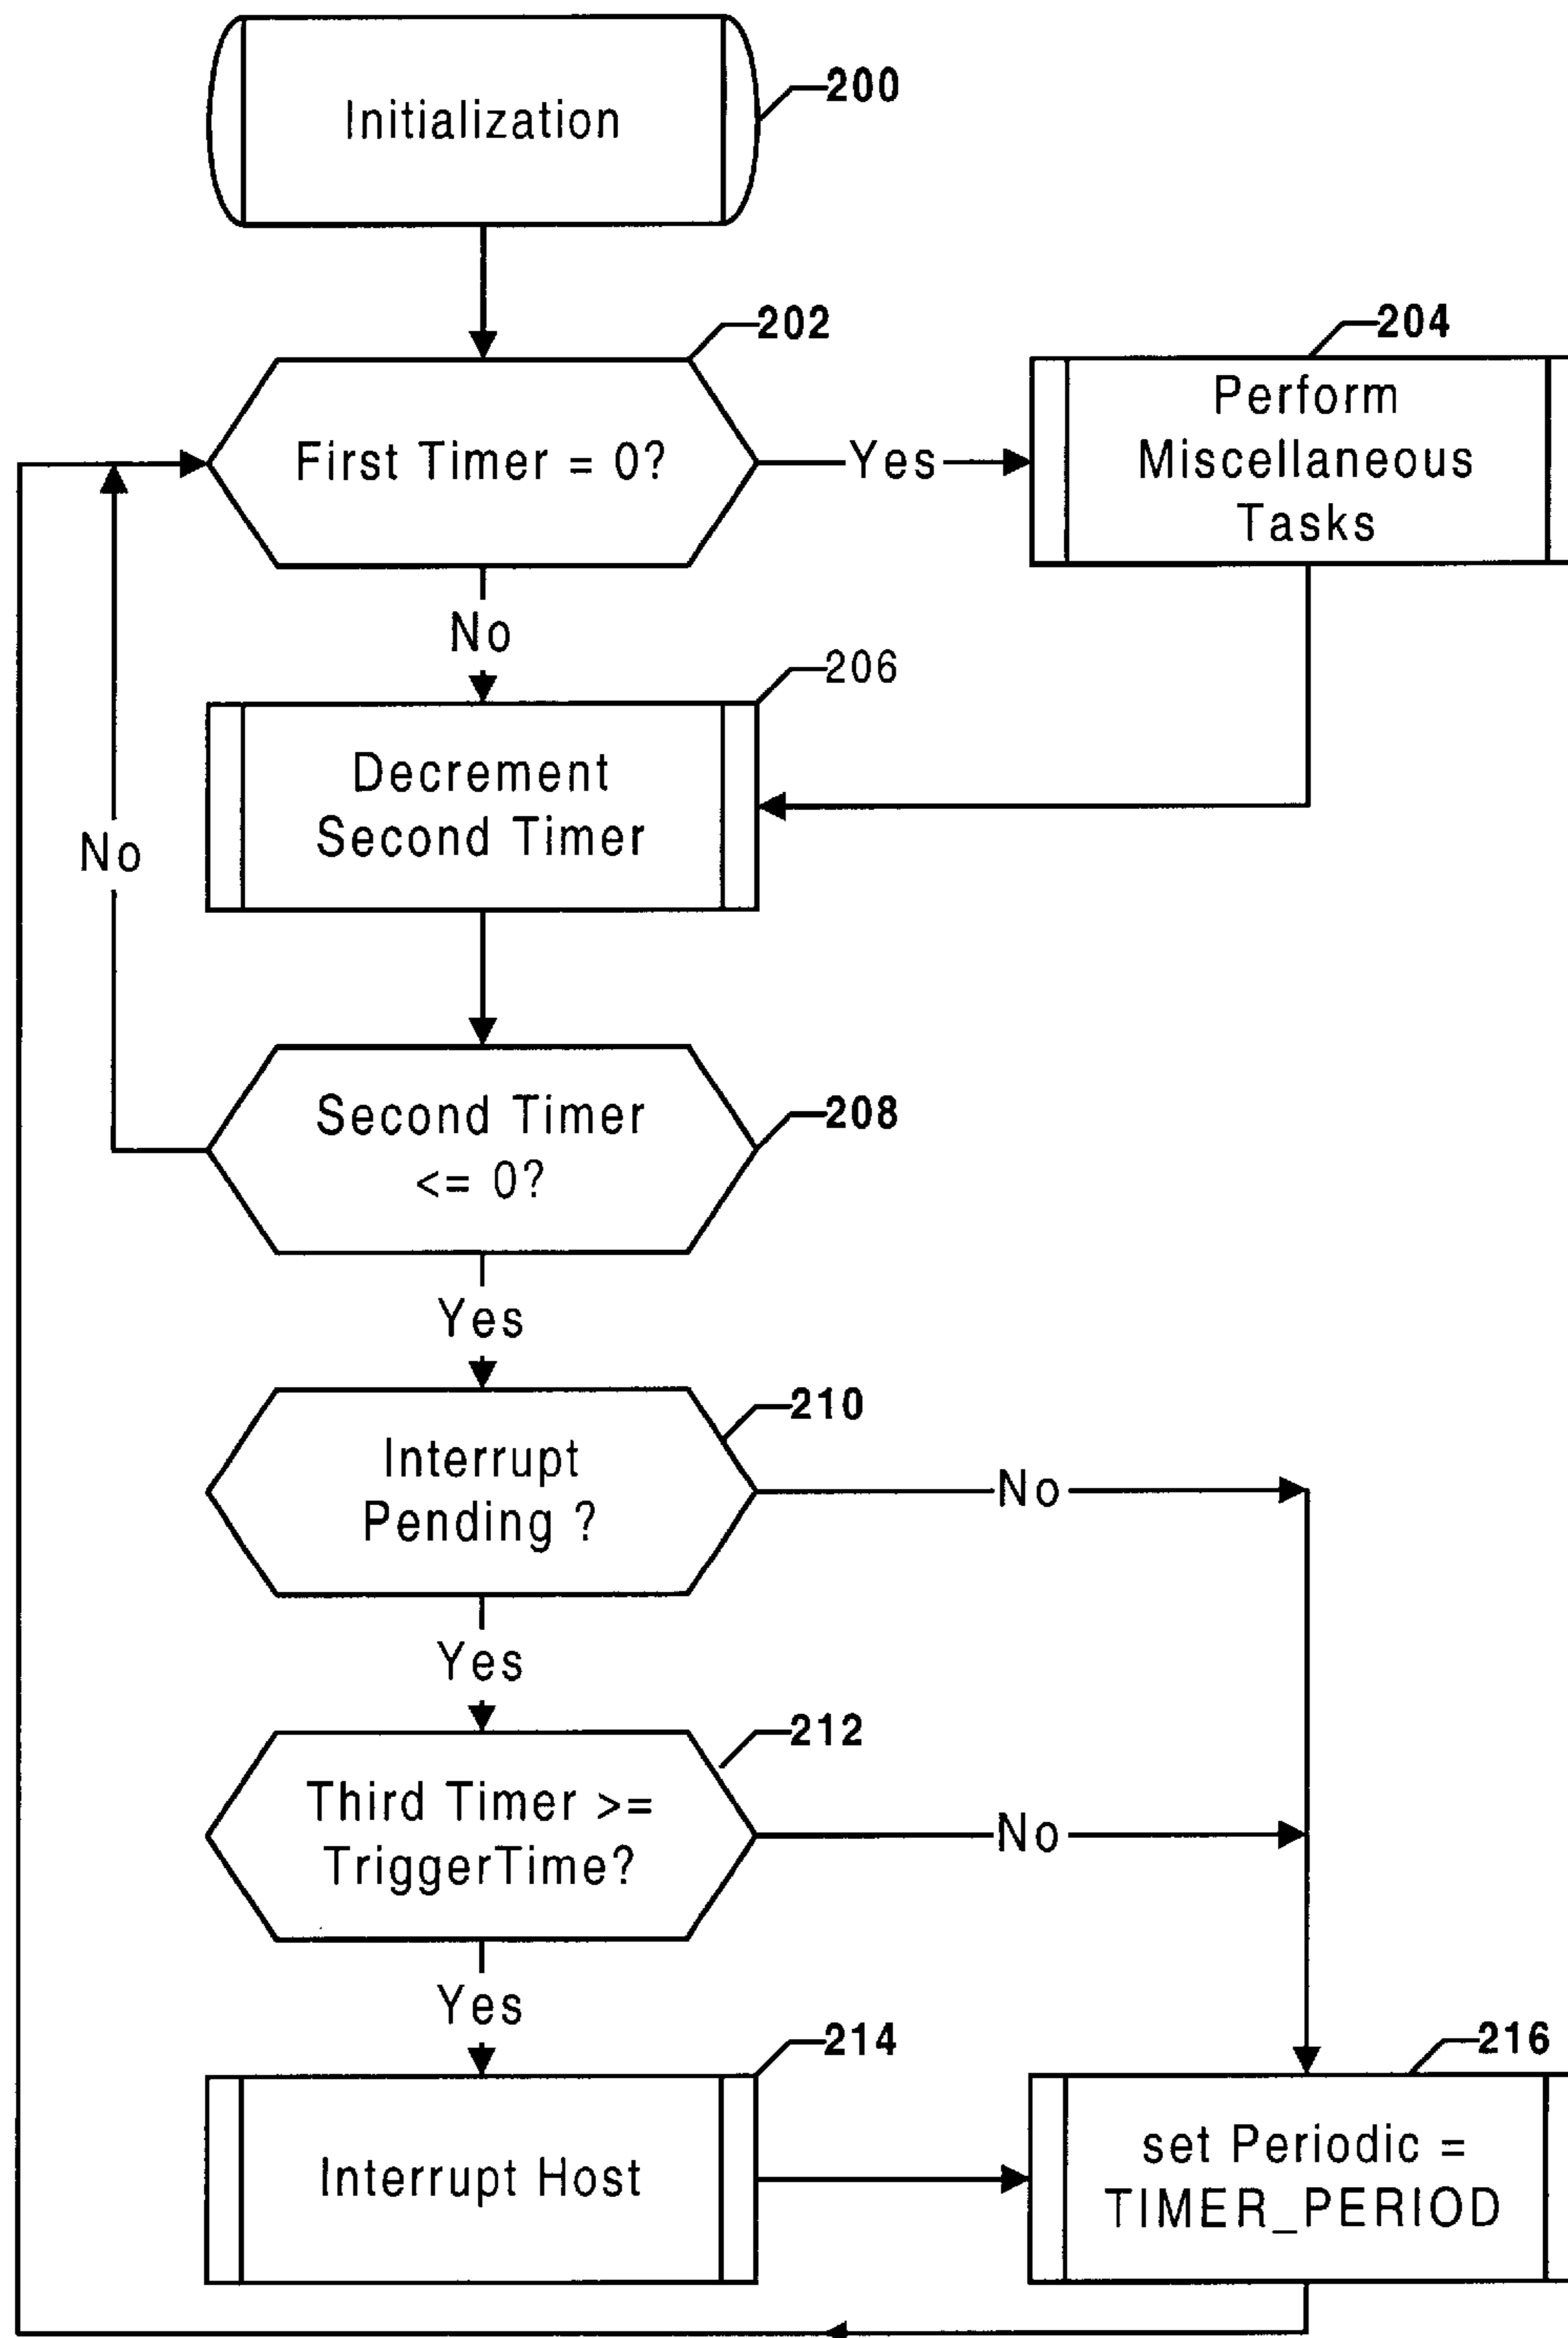 Initialization
200
202
First Timer = 0?
Yes
204
Perform
Miscellaneous
Tasks
No
206
Decrement
Second Timer
No
Second Timer
<= 0?
208
Yes
210
Interrupt
Pending ?
No
Yes
212
Third Timer >=
TriggerTime?
No
Yes
214
Interrupt Host
216
set Periodic =
TIMER_PERIOD